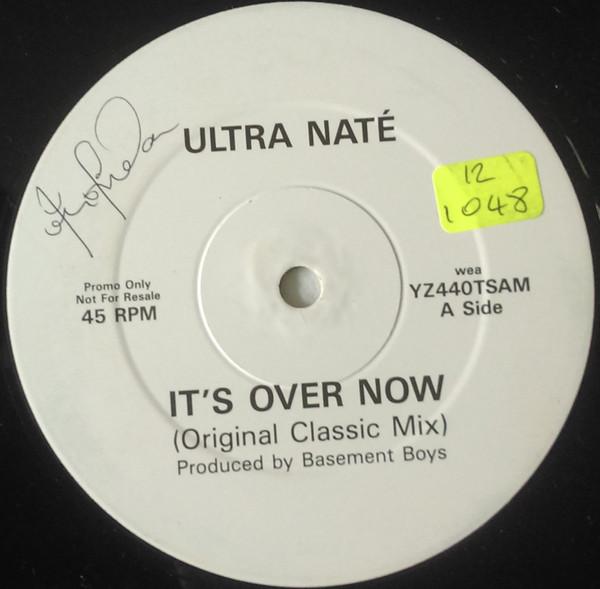 ULTRA NATÉ
12
1048
Promo Only
Not For Resale
45 RPM
wea
YZ440TSAM
A Side
IT'S OVER NOW
(Original Classic Mix)
Produced by Basement Boys